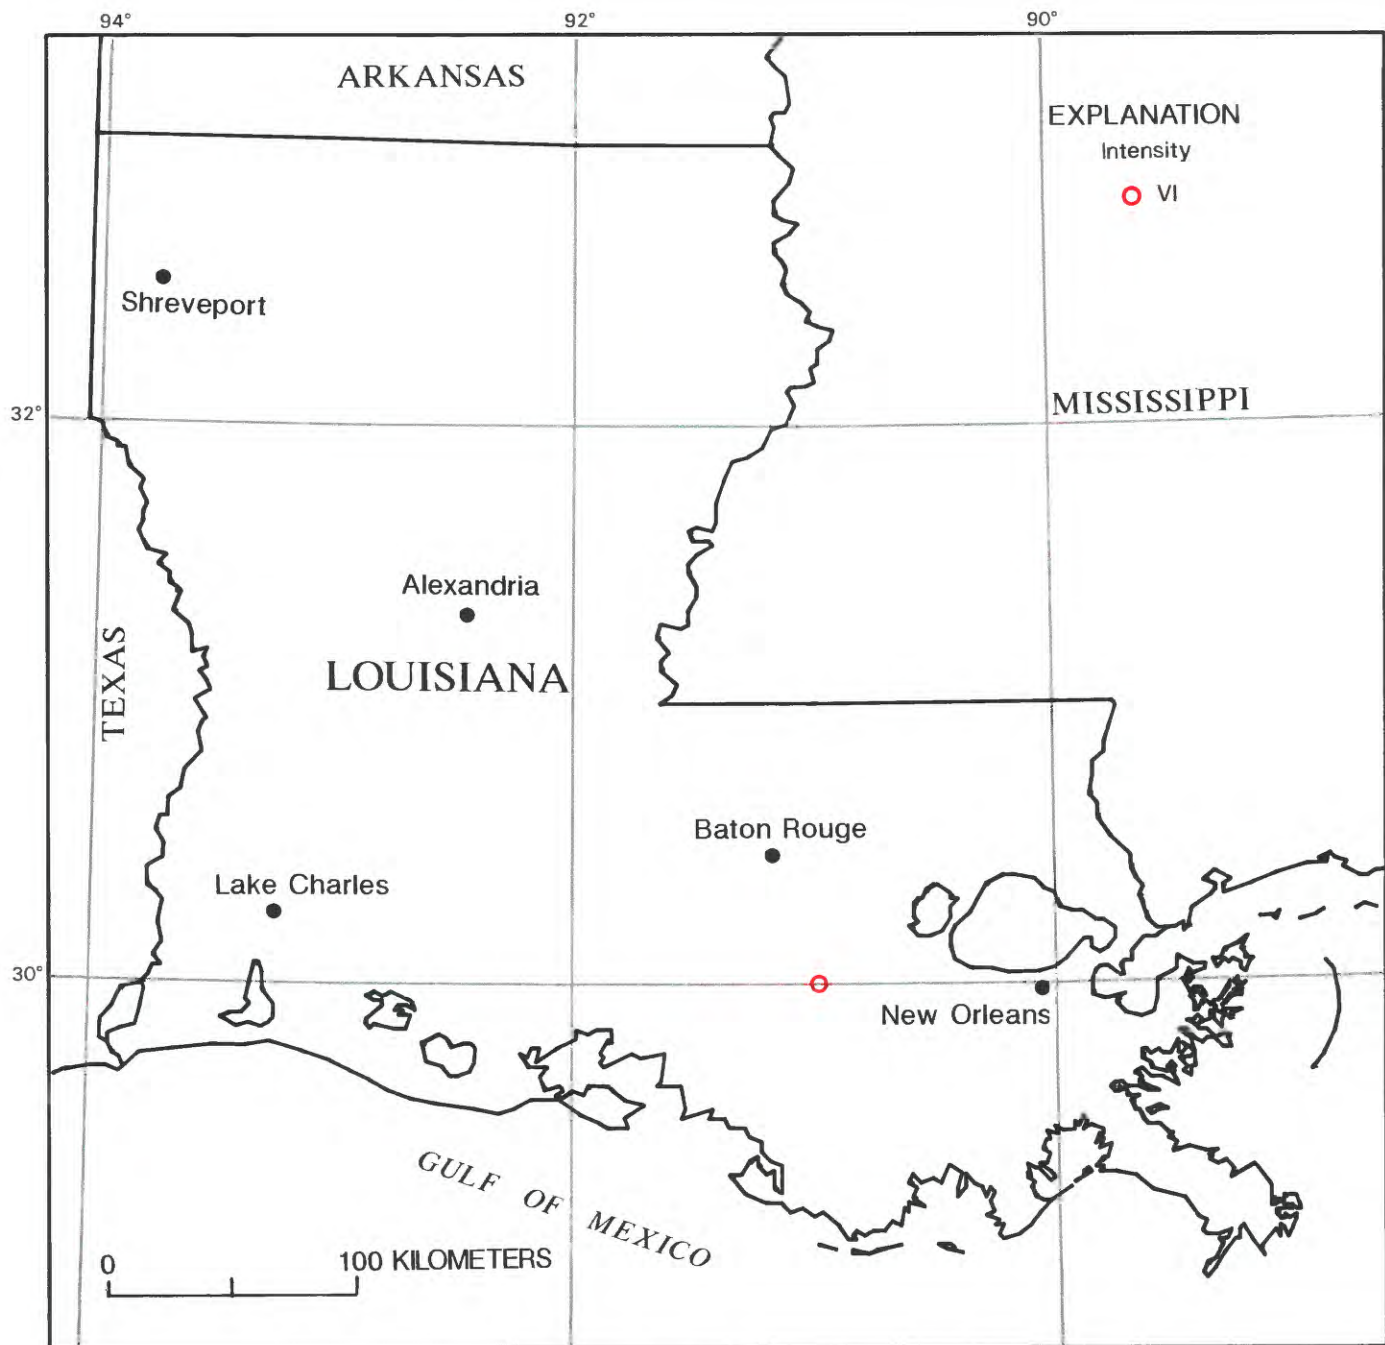 94° 92° 90°
ARKANSAS
EXPLANATION
Intensity
VI
Shreveport
32°
MISSISSIPPI
Alexandria
TEXAS
LOUISIANA
Baton Rouge
Lake Charles
30°
New Orleans
GULF OF MEXICO
0 100 KILOMETERS